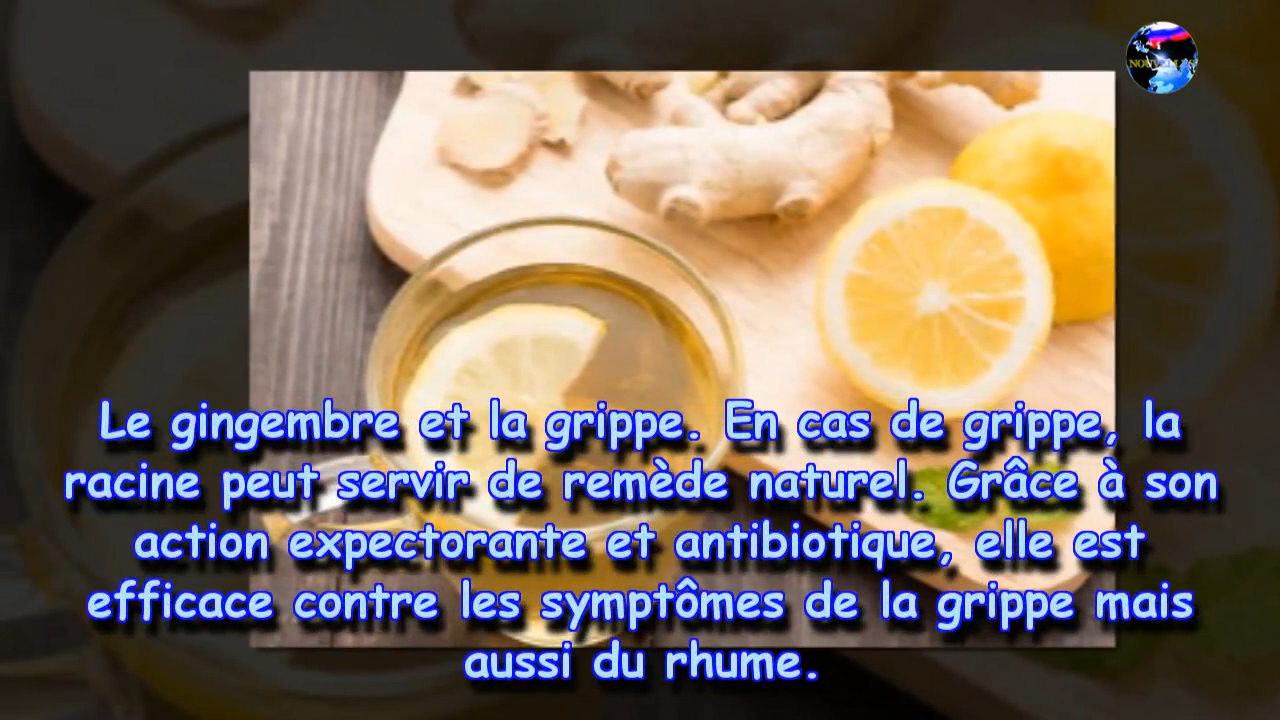 NOUVELLES
Le gingembre et la grippe. En cas de grippe, la
racine peut servir de remède naturel. Grâce à son
action expectorante et antibiotique, elle est
efficace contre les symptômes de la grippe mais
aussi du rhume.